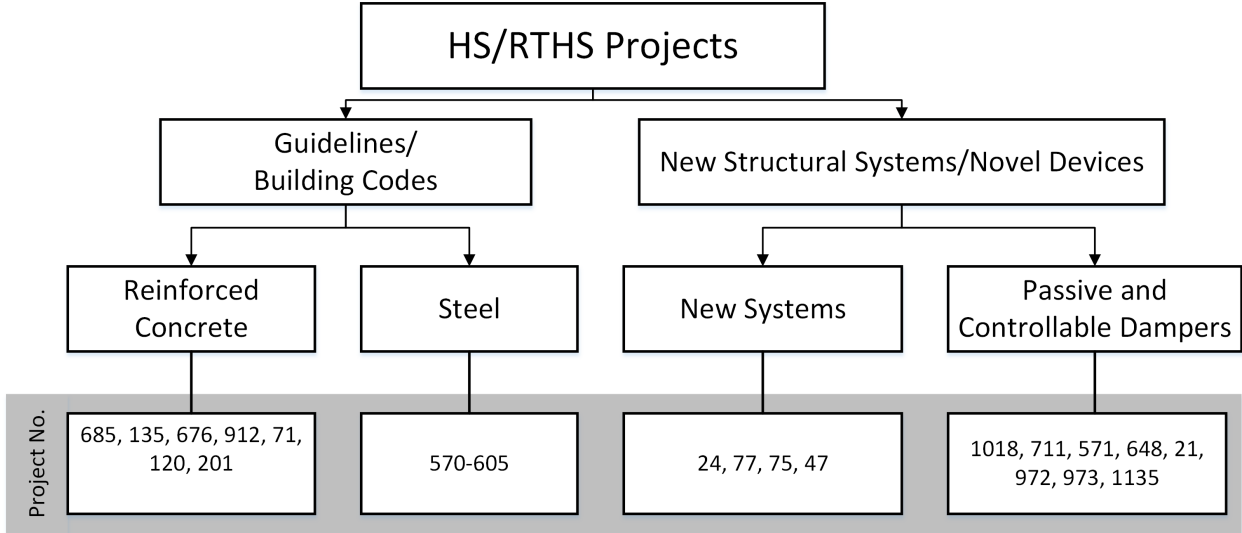 HS/RTHS Projects
Guidelines/
Building Codes
New Structural Systems/Novel Devices
Reinforced
Concrete
Steel
New Systems
Passive and
Controllable Dampers
Project No.
685, 135, 676, 912, 71,
120, 201
570-605
24, 77, 75, 47
1018, 711, 571, 648, 21,
972, 973, 1135